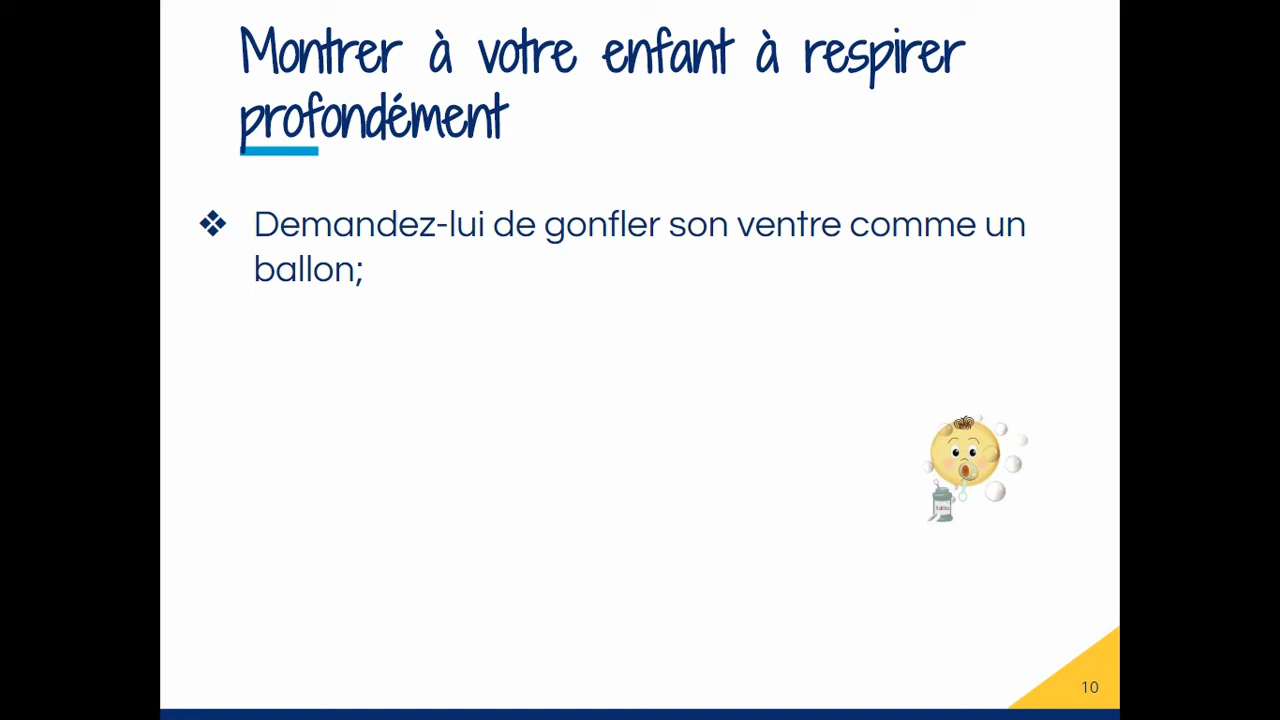 Montrer à votre enfant à respirer
profondément
❖ Demandez-lui de gonfler son ventre comme un
ballon;
10